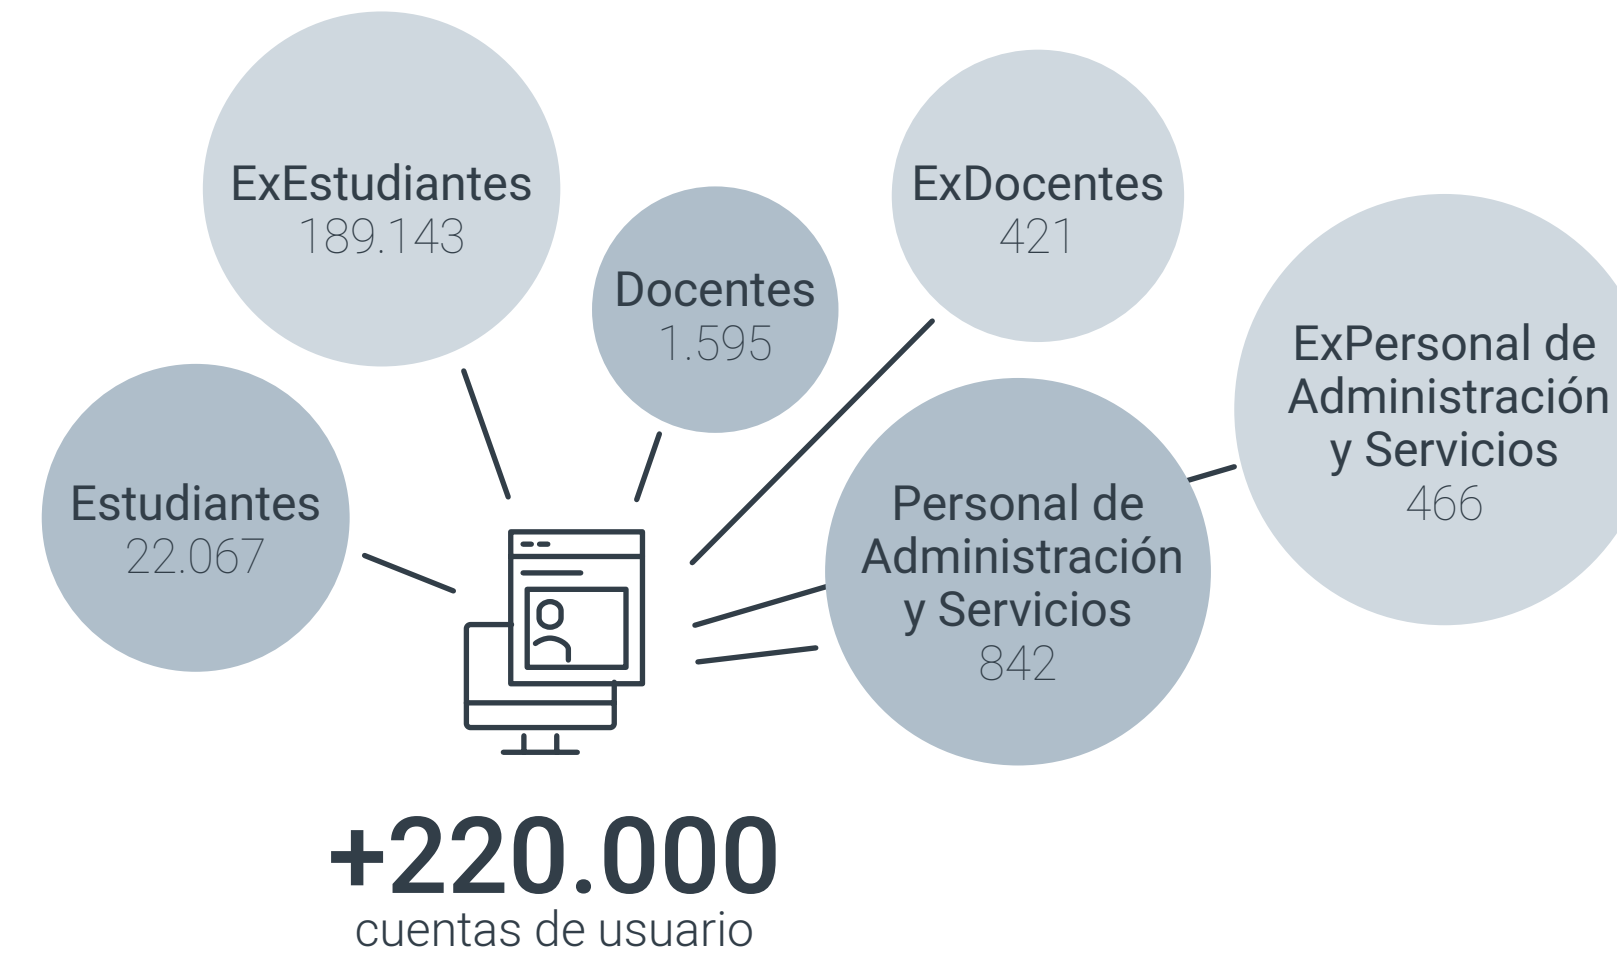 ExEstudiantes
189.143
ExDocentes
421
Docentes
1.595
ExPersonal de
Administración
y Servicios
466
Estudiantes
22.067
Personal de
Administración
y Servicios
842
+220.000
cuentas de usuario